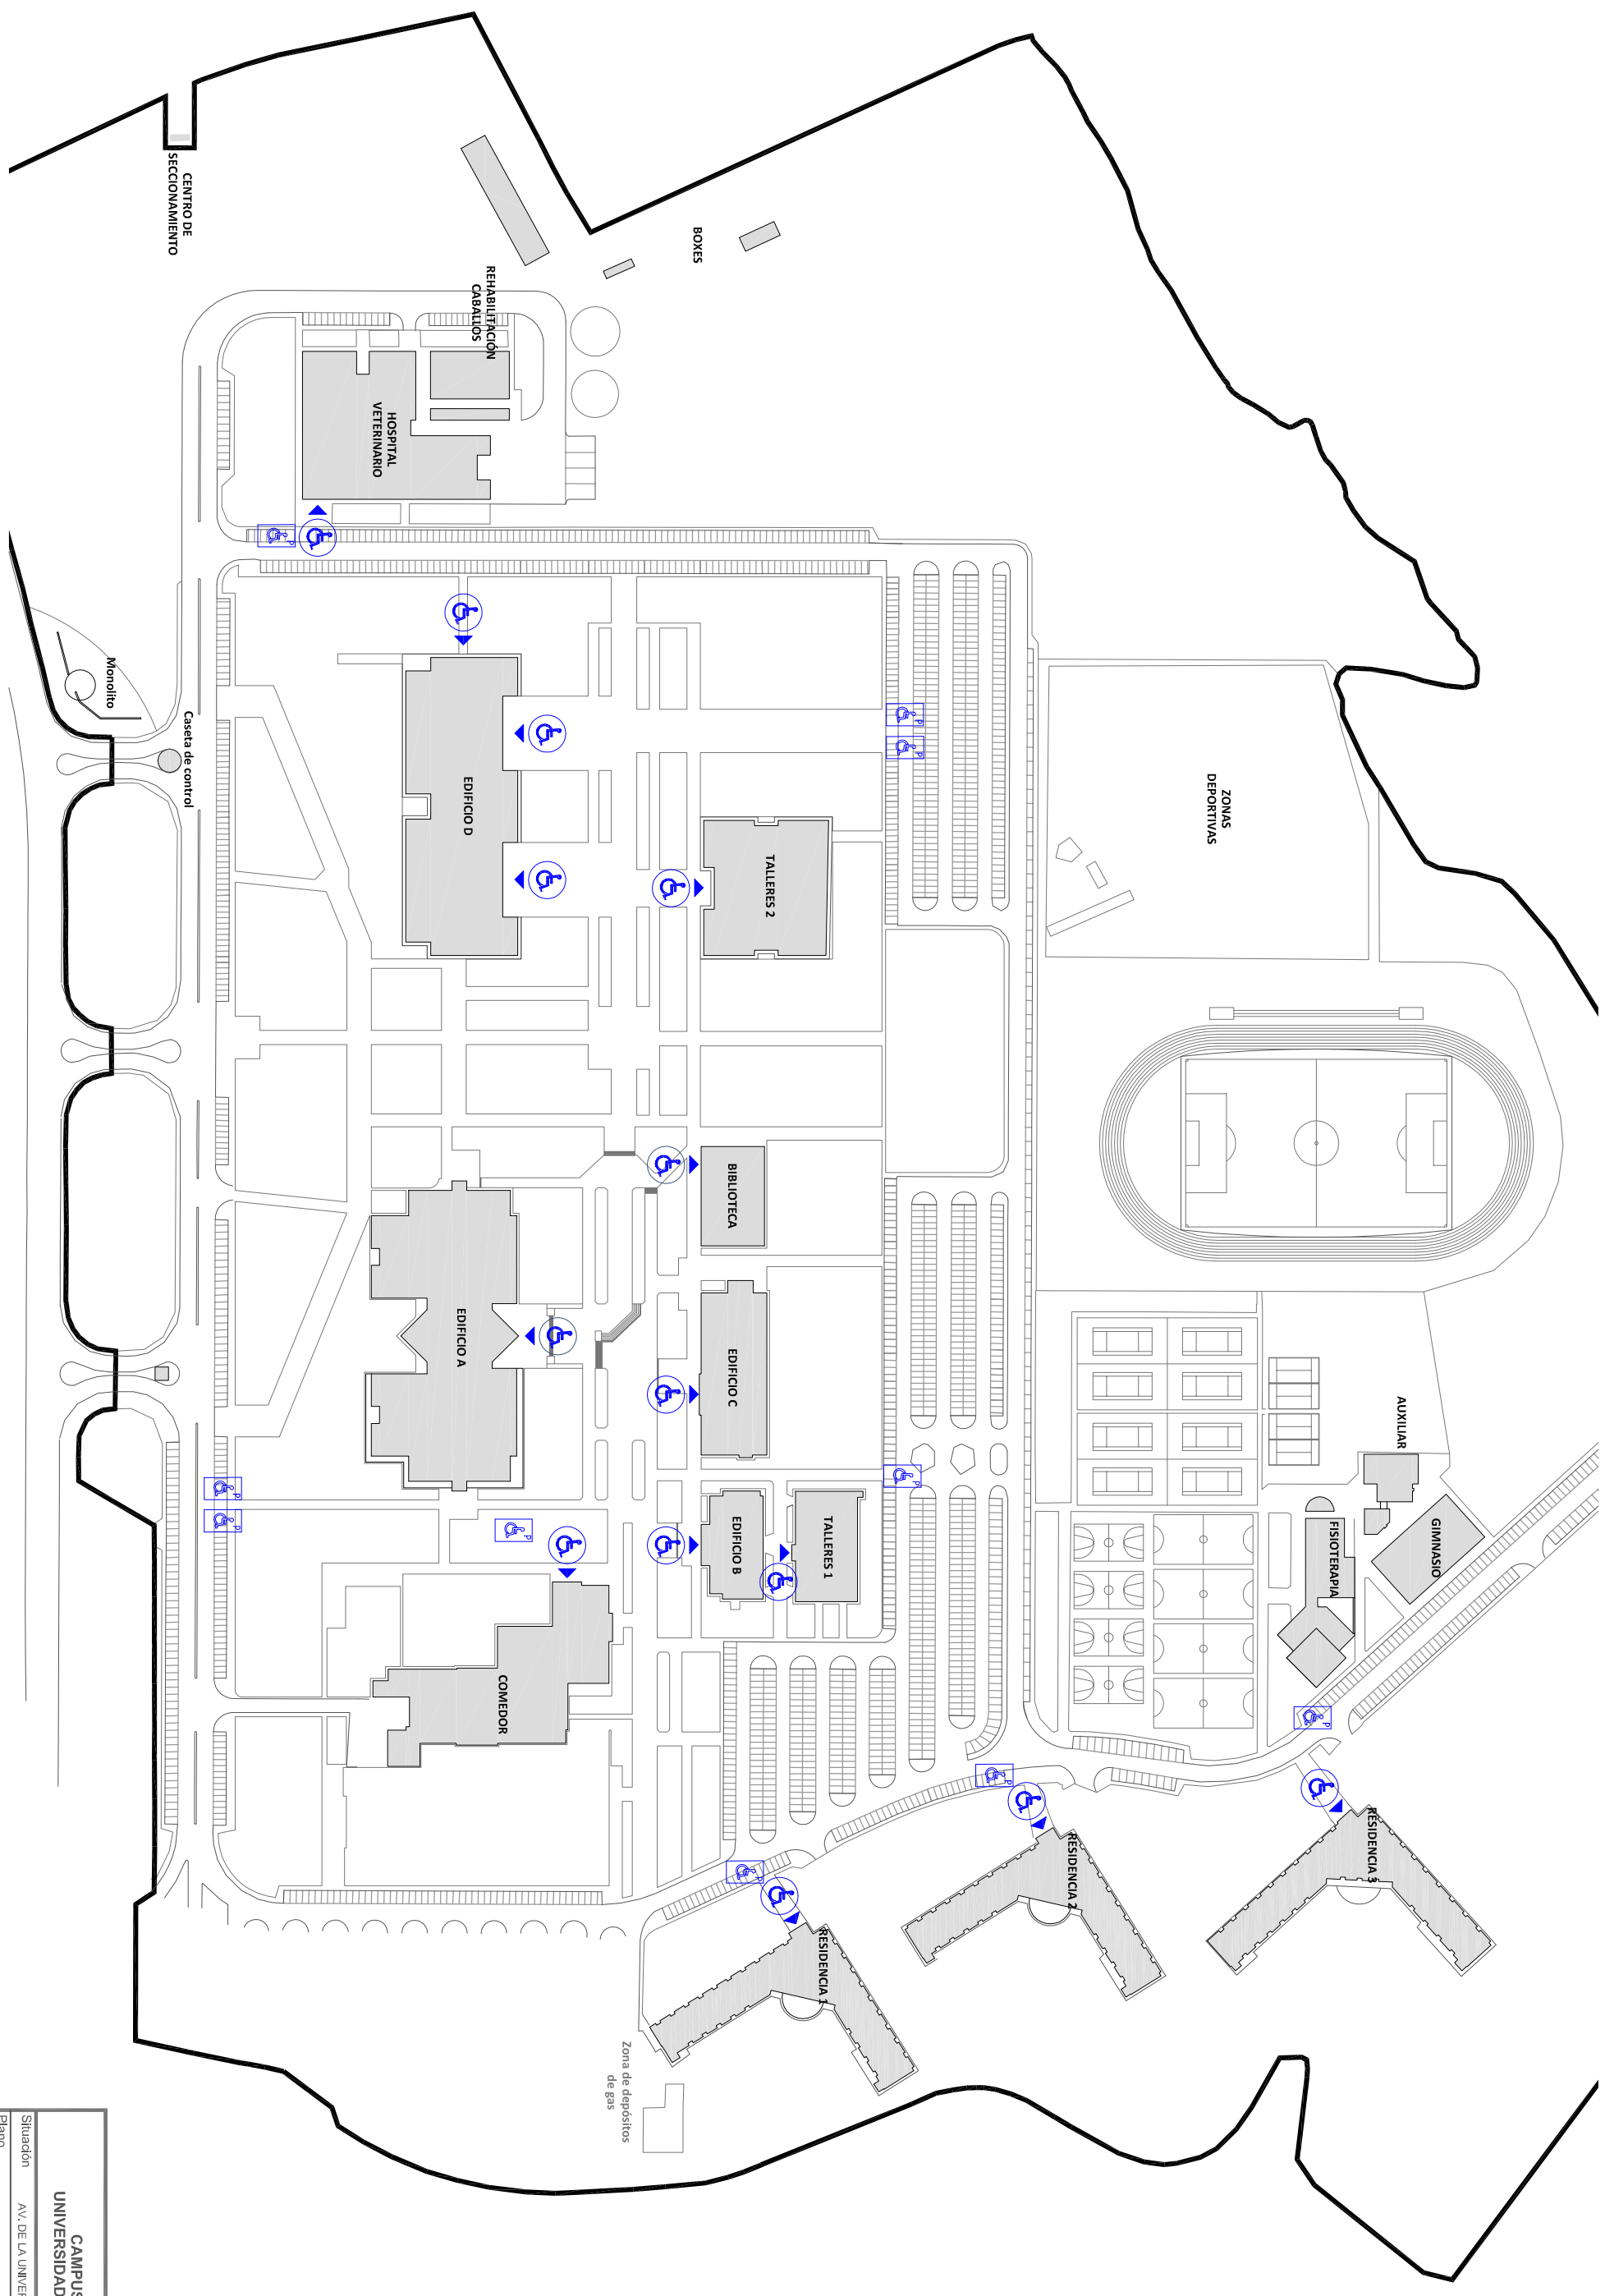 CENTRO DE
SECCIONAMIENTO
BOXES
REHABILITACIÓN
CABALLOS
HOSPITAL
VETERINARIO
Monolito
Caseta de control
EDIFICIO D
TALLERES 2
ZONAS
DEPORTIVAS
BIBLIOTECA
EDIFICIO A
EDIFICIO C
EDIFICIO B
TALLERES 1
AUXILIAR
GIMNASIO
FISIOTERAPIA
COMEDOR
RESIDENCIA 1
RESIDENCIA 2
RESIDENCIA 3
Zona de depósitos
de gas
P
P
P
P
P
P
P
P
P
P
CAMPUS
UNIVERSIDAD
Situación
AV. DE LA UNIVER
Plano